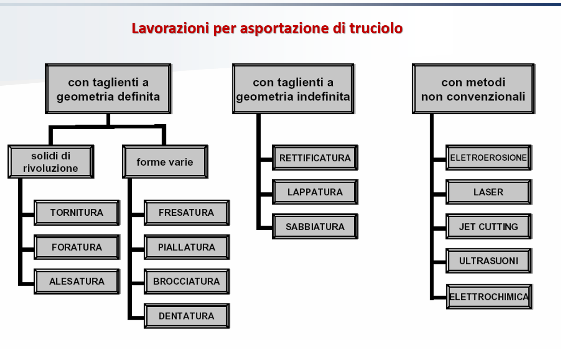 Lavorazioni per asportazione di truciolo
con taglienti a
geometria definita
con taglienti a
geometria indefinita
con metodi
non convenzionali
solidi di
rivoluzione
forme varie
TORNITURA
FORATURA
ALESATURA
FRESATURA
PIALLATURA
BROCCIATURA
DENTATURA
RETTIFICATURA
LAPPATURA
SABBIATURA
ELETROEROSIONE
LASER
JET CUTTING
ULTRASUONI
ELETTROCHIMICA